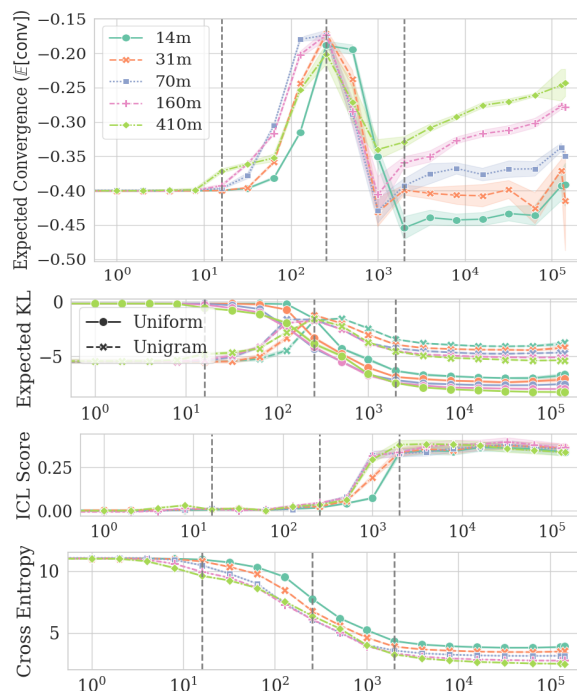 Expected Convergence (𝔼[conv])
−0.15
−0.20
−0.25
−0.30
−0.35
−0.40
−0.45
−0.50
14m
31m
70m
160m
410m
10⁰ 10¹ 10² 10³ 10⁴ 10⁵
Expected KL
0
−5
Uniform
Unigram
10⁰ 10¹ 10² 10³ 10⁴ 10⁵
ICL Score
0.25
0.00
10⁰ 10¹ 10² 10³ 10⁴ 10⁵
Cross Entropy
10
5
10⁰ 10¹ 10² 10³ 10⁴ 10⁵